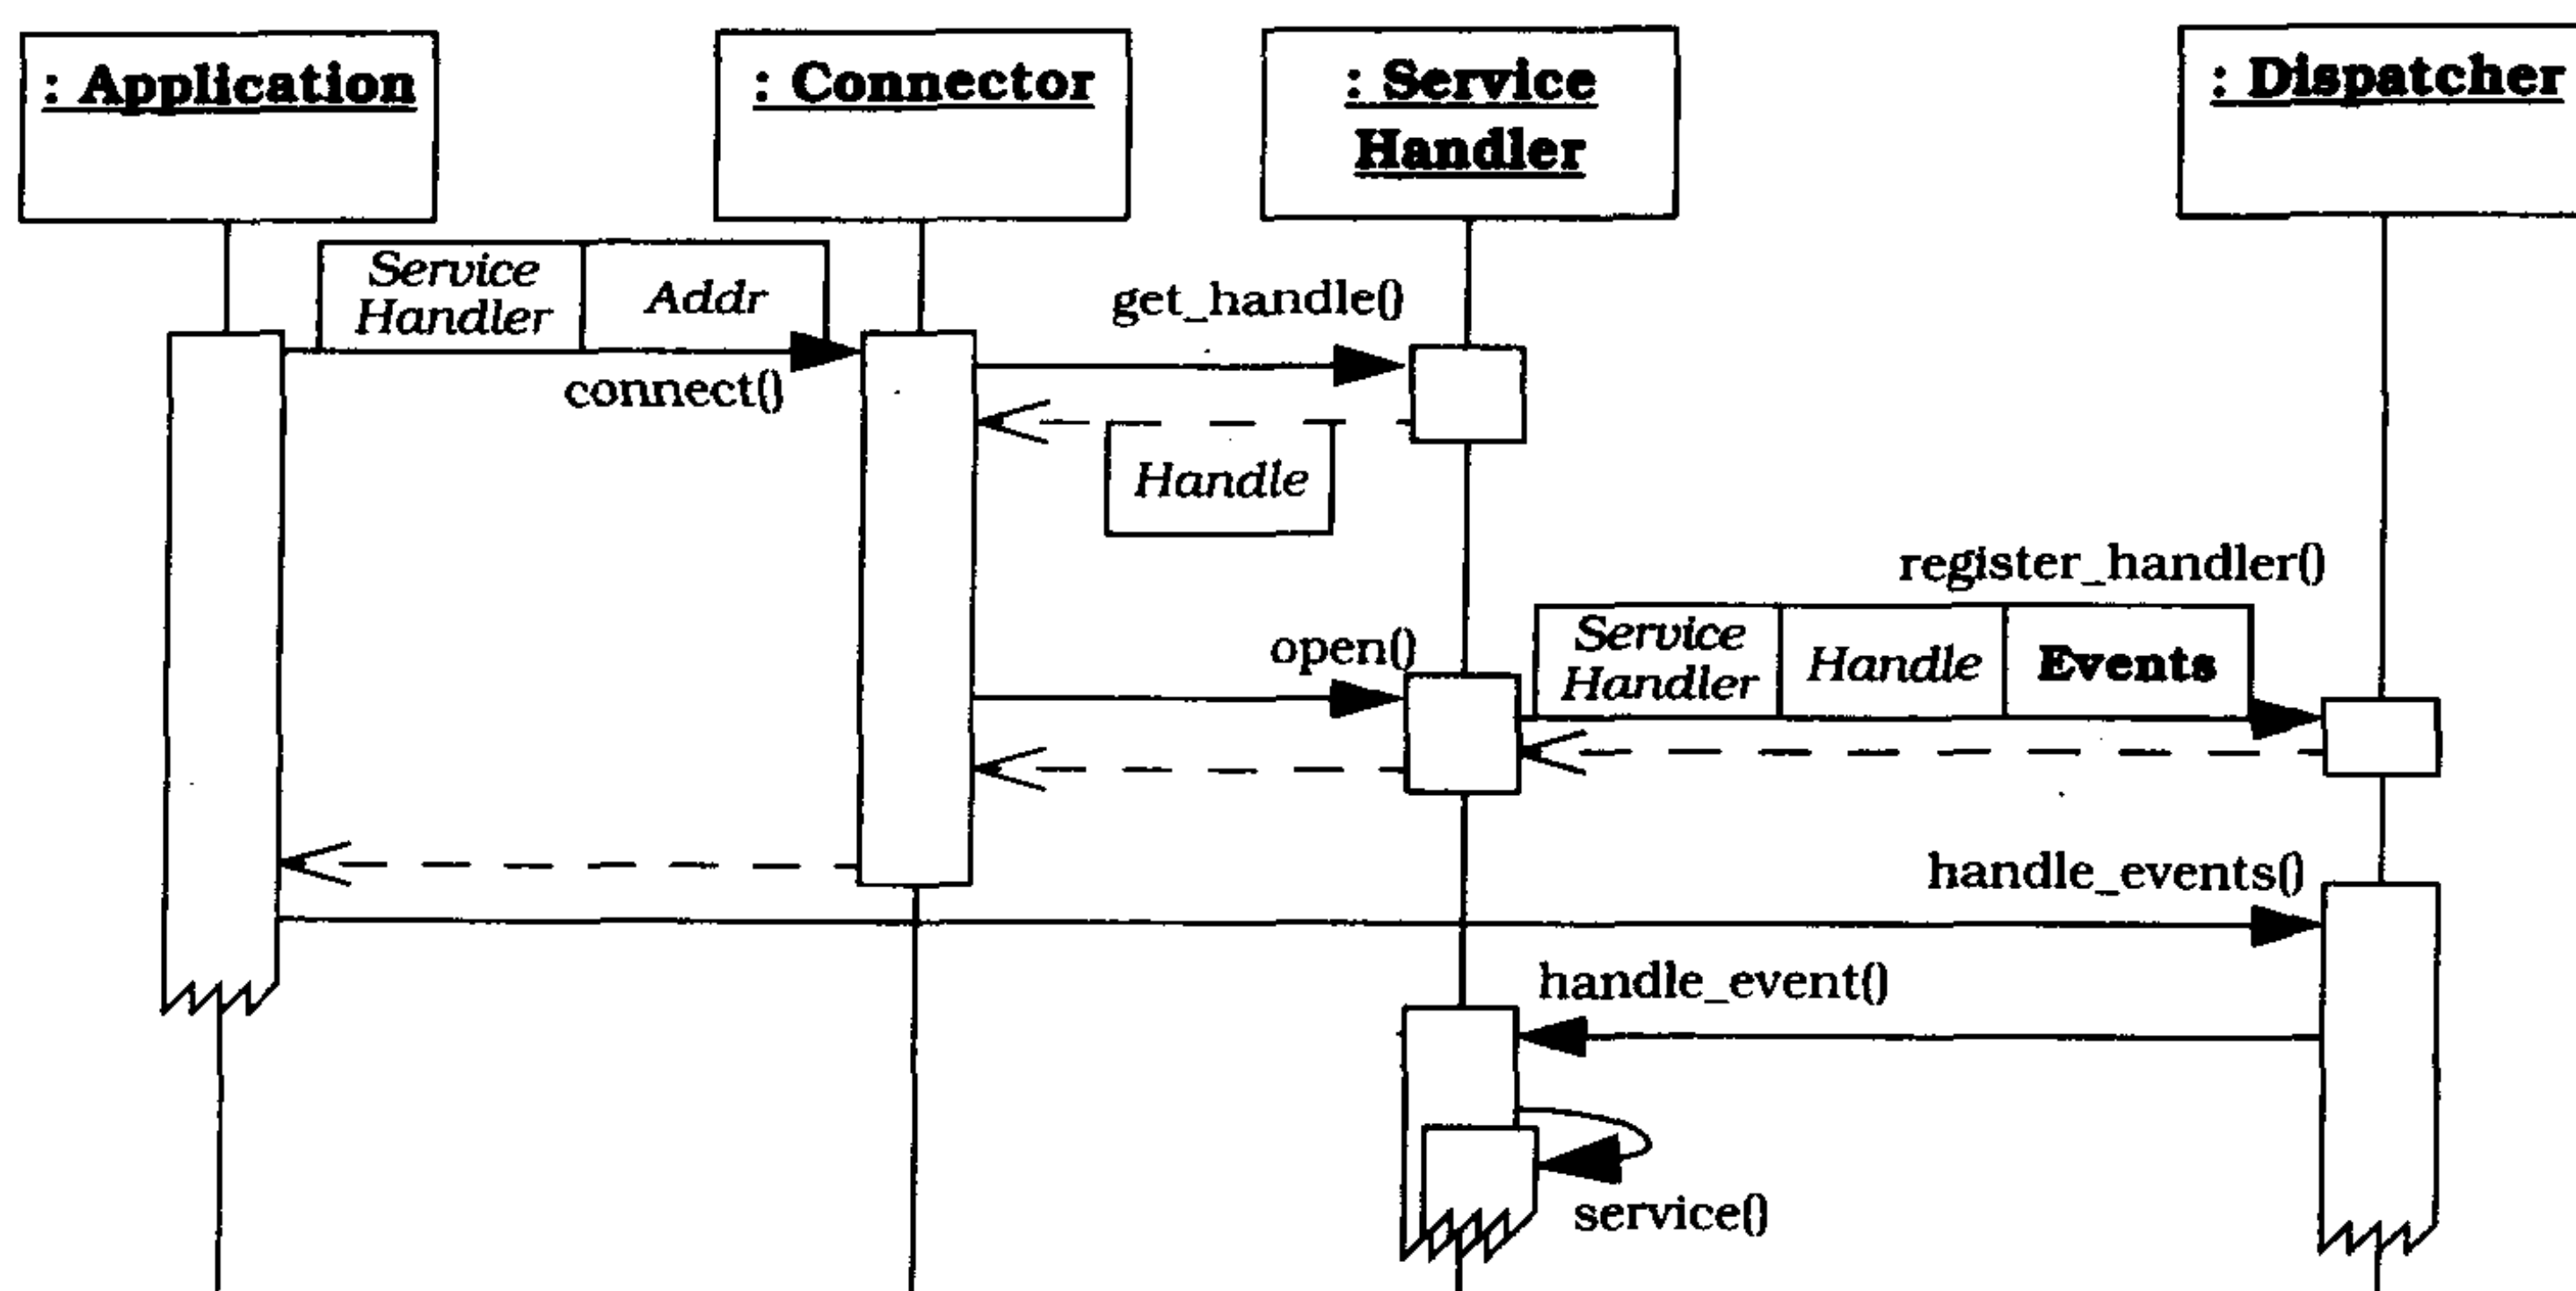 : Application
: Connector
: Service
Handler
: Dispatcher
Service
Handler
Addr
get_handle()
connect()
Handle
register_handler()
open()
Service
Handler
Handle
Events
handle_events()
handle_event()
service()